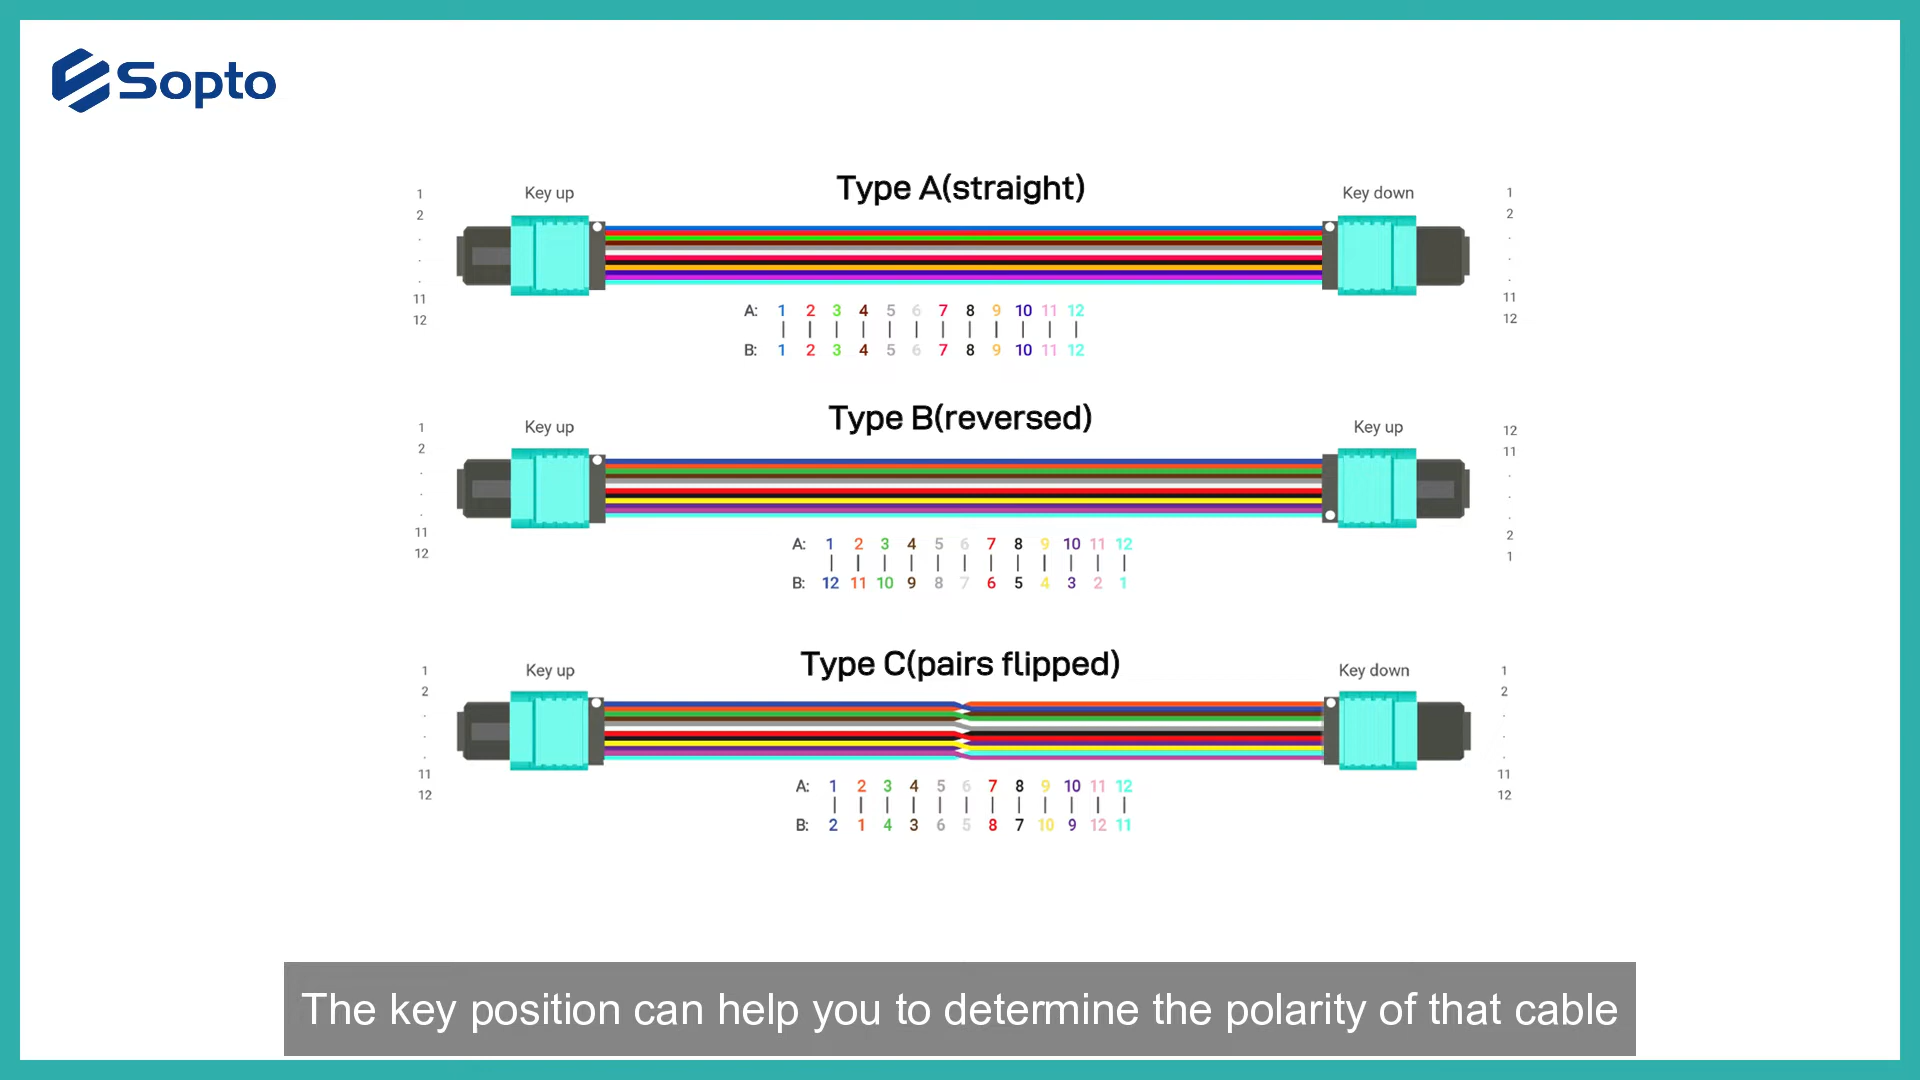 Sopto
Type A(straight)
Key up
Key down
1
2
.
.
.
11
12
1
2
.
.
.
11
12
A: 1 2 3 4 5 6 7 8 9 10 11 12
B: 1 2 3 4 5 6 7 8 9 10 11 12
Type B(reversed)
Key up
Key up
1
2
.
.
.
11
12
12
11
.
.
.
2
1
A: 1 2 3 4 5 6 7 8 9 10 11 12
B: 12 11 10 9 8 7 6 5 4 3 2 1
Type C(pairs flipped)
Key up
Key down
1
2
.
.
.
11
12
1
2
.
.
.
11
12
A: 1 2 3 4 5 6 7 8 9 10 11 12
B: 2 1 4 3 6 5 8 7 10 9 12 11
The key position can help you to determine the polarity of that cable